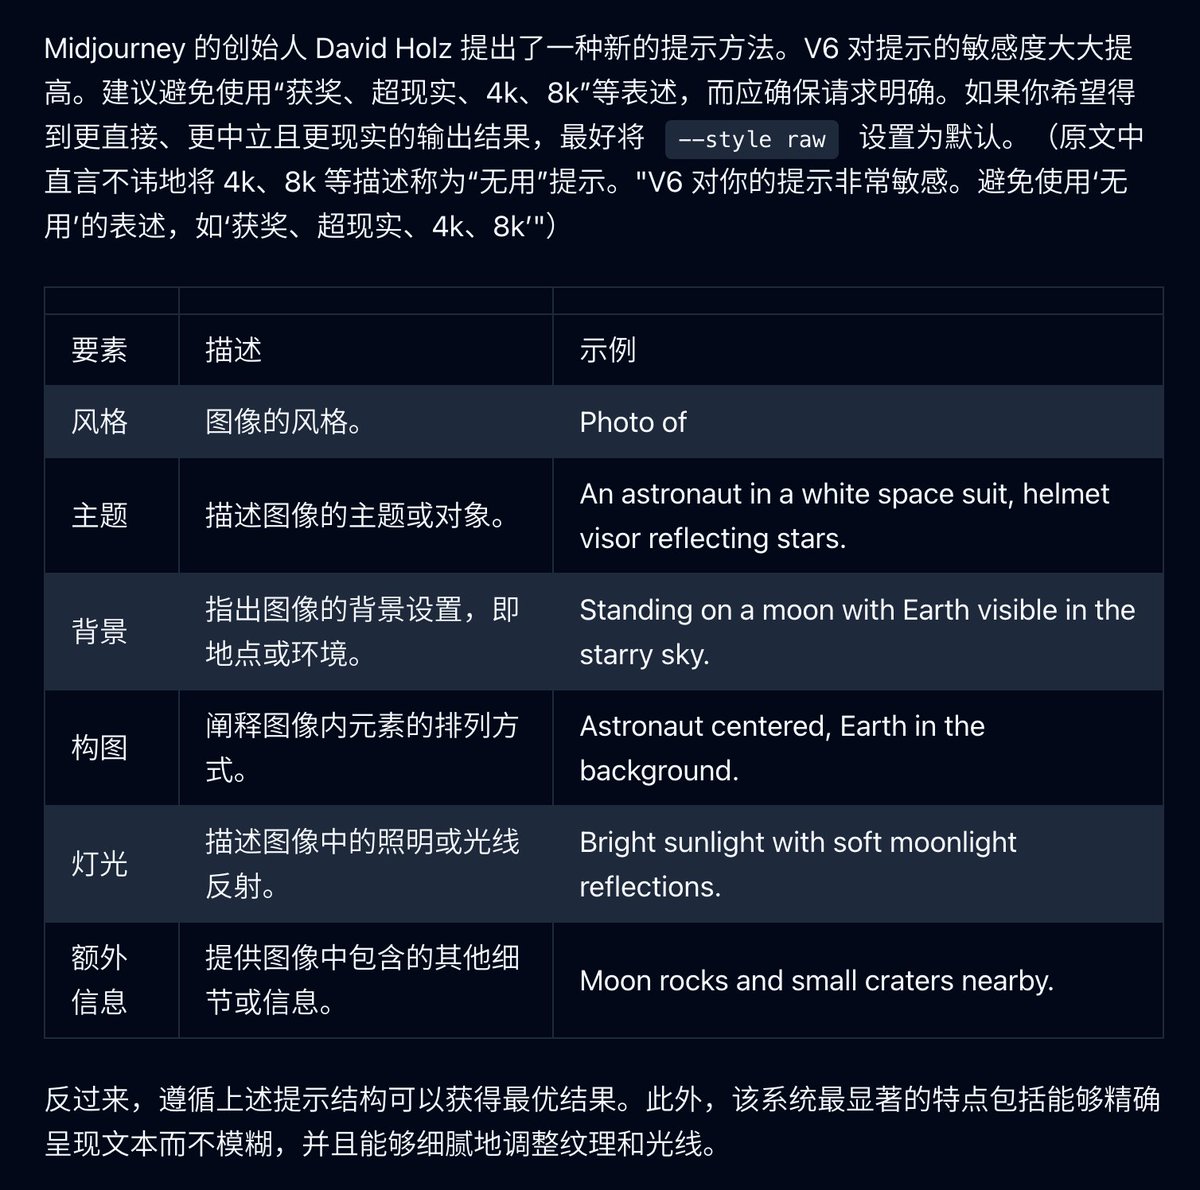 Midjourney 的创始人 David Holz 提出了一种新的提示方法。V6 对提示的敏感度大大提
高。建议避免使用“获奖、超现实、4k、8k”等表述，而应确保请求明确。如果你希望得
到更直接、更中立且更现实的输出结果，最好将 --style raw 设置为默认。（原文中
直言不讳地将 4k、8k 等描述称为“无用”提示。"V6 对你的提示非常敏感。避免使用‘无
用’的表述，如‘获奖、超现实、4k、8k’"）
要素 描述 示例
风格 图像的风格。 Photo of
主题 描述图像的主题或对象。 An astronaut in a white space suit, helmet
visor reflecting stars.
背景 指出图像的背景设置，即
地点或环境。 Standing on a moon with Earth visible in the
starry sky.
构图 阐释图像内元素的排列方
式。 Astronaut centered, Earth in the
background.
灯光 描述图像中的照明或光线
反射。 Bright sunlight with soft moonlight
reflections.
额外
信息 提供图像中包含的其他细
节或信息。 Moon rocks and small craters nearby.
反过来，遵循上述提示结构可以获得最优结果。此外，该系统最显著的特点包括能够精确
呈现文本而不模糊，并且能够细腻地调整纹理和光线。